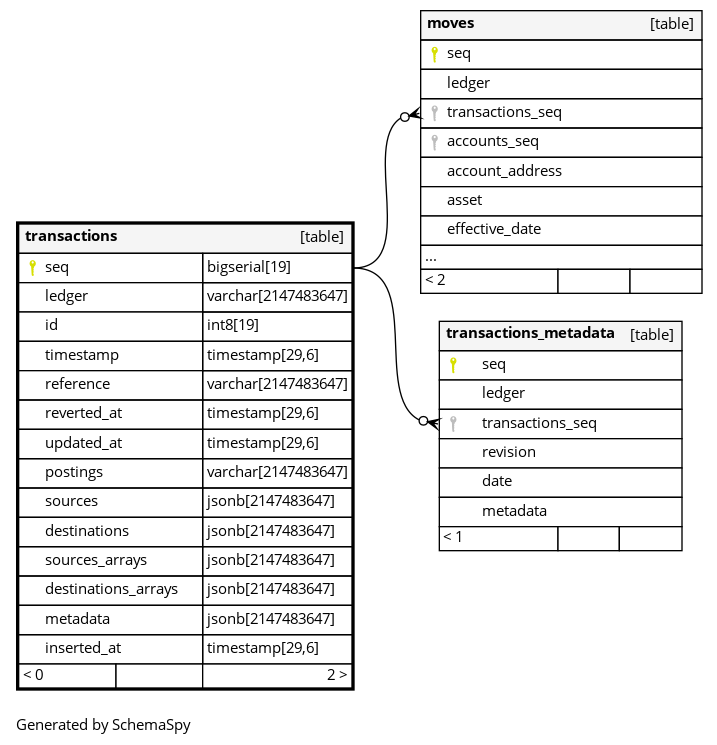 moves [table]
seq
ledger
transactions_seq
accounts_seq
account_address
asset
effective_date
...
< 2
transactions [table]
seq bigserial[19]
ledger varchar[2147483647]
id int8[19]
timestamp timestamp[29,6]
reference varchar[2147483647]
reverted_at timestamp[29,6]
updated_at timestamp[29,6]
postings varchar[2147483647]
sources jsonb[2147483647]
destinations jsonb[2147483647]
sources_arrays jsonb[2147483647]
destinations_arrays jsonb[2147483647]
metadata jsonb[2147483647]
inserted_at timestamp[29,6]
< 0 2 >
transactions_metadata [table]
seq
ledger
transactions_seq
revision
date
metadata
< 1
Generated by SchemaSpy